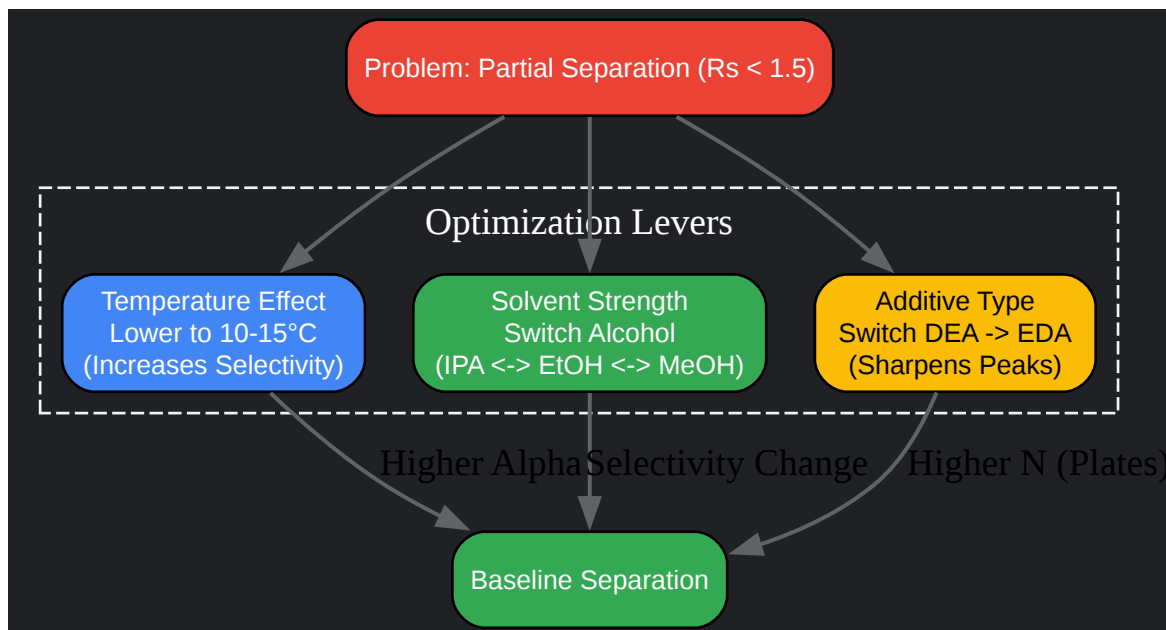 Problem: Partial Separation (Rs < 1.5)
Optimization Levers
Temperature Effect
Lower to 10-15°C
(Increases Selectivity)
Solvent Strength
Switch Alcohol
(IPA <-> EtOH <-> MeOH)
Additive Type
Switch DEA -> EDA
(Sharpens Peaks)
Higher Alpha
Selectivity Change
Higher N (Plates)
Baseline Separation